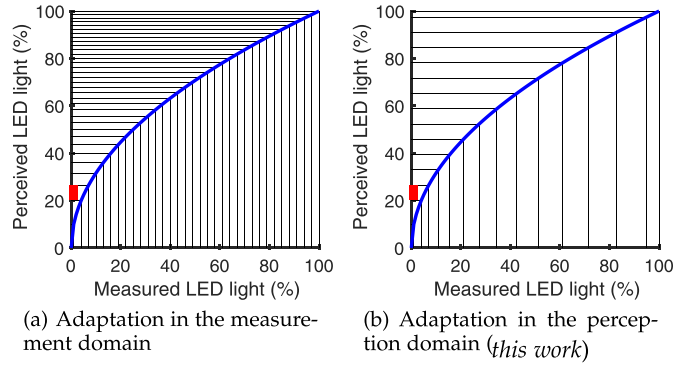 100
80
60
40
20
0
Perceived LED light (%)
0 20 40 60 80 100
Measured LED light (%)
(a) Adaptation in the measure-
ment domain
100
80
60
40
20
0
Perceived LED light (%)
0 20 40 60 80 100
Measured LED light (%)
(b) Adaptation in the percep-
tion domain (this work)